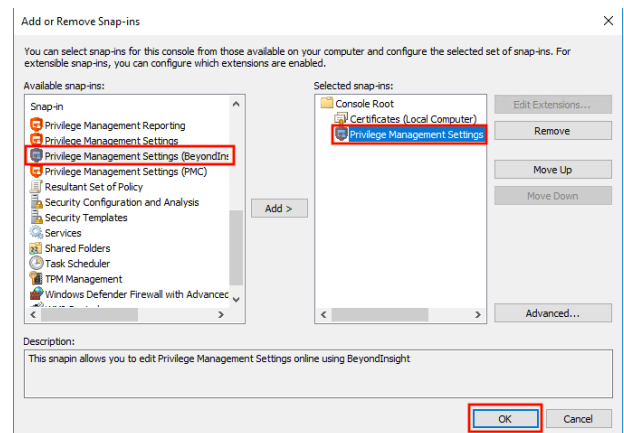 Add or Remove Snap-ins
You can select snap-ins for this console from those available on your computer and configure the selected set of snap-ins. For
extensible snap-ins, you can configure which extensions are enabled.
Available snap-ins:
Snap-in
Privilege Management Reporting
Privilege Management Settings
Privilege Management Settings (BeyondIns
Privilege Management Settings (PMC)
Resultant Set of Policy
Security Configuration and Analysis
Security Templates
Services
Shared Folders
Task Scheduler
TPM Management
Windows Defender Firewall with Advanced
Add >
Selected snap-ins:
Console Root
Certificates (Local Computer)
Privilege Management Settings
Edit Extensions...
Remove
Move Up
Move Down
Advanced...
Description:
This snapin allows you to edit Privilege Management Settings online using BeyondInsight
OK
Cancel